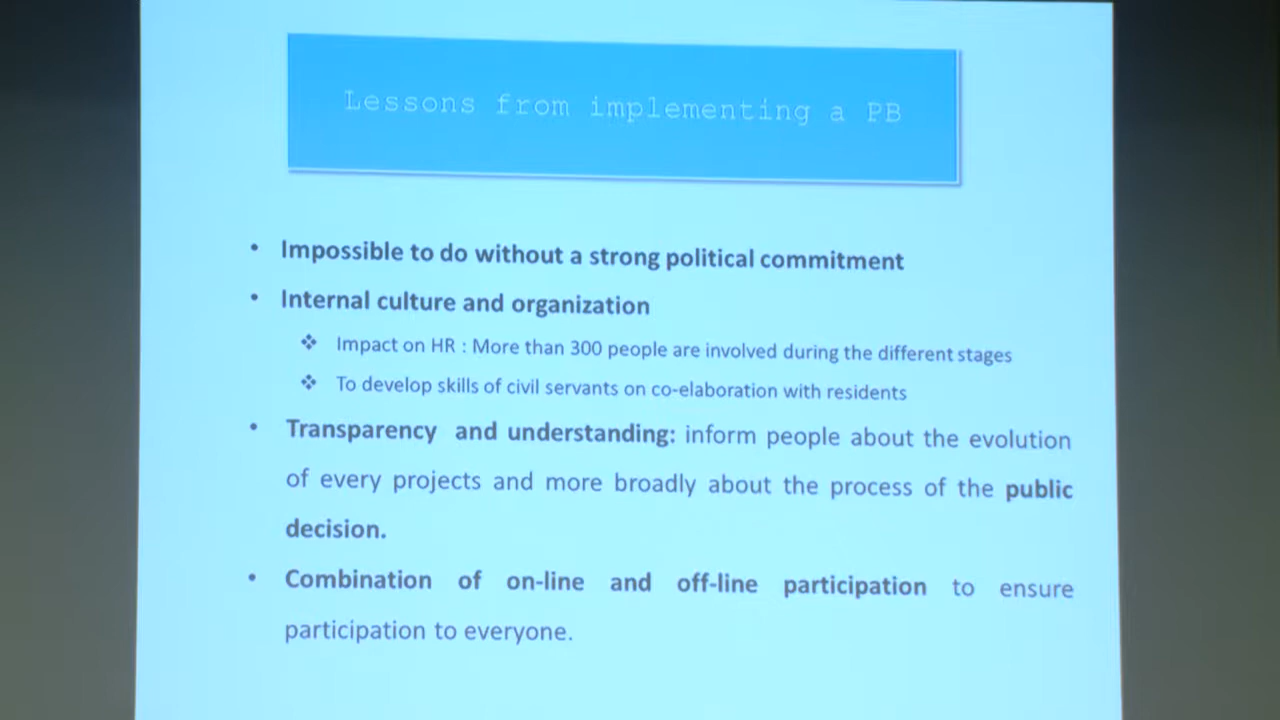 Lessons from implementing a PB
• Impossible to do without a strong political commitment
• Internal culture and organization
❖ Impact on HR : More than 300 people are involved during the different stages
❖ To develop skills of civil servants on co-elaboration with residents
• Transparency and understanding: inform people about the evolution
of every projects and more broadly about the process of the public
decision.
• Combination of on-line and off-line participation to ensure
participation to everyone.